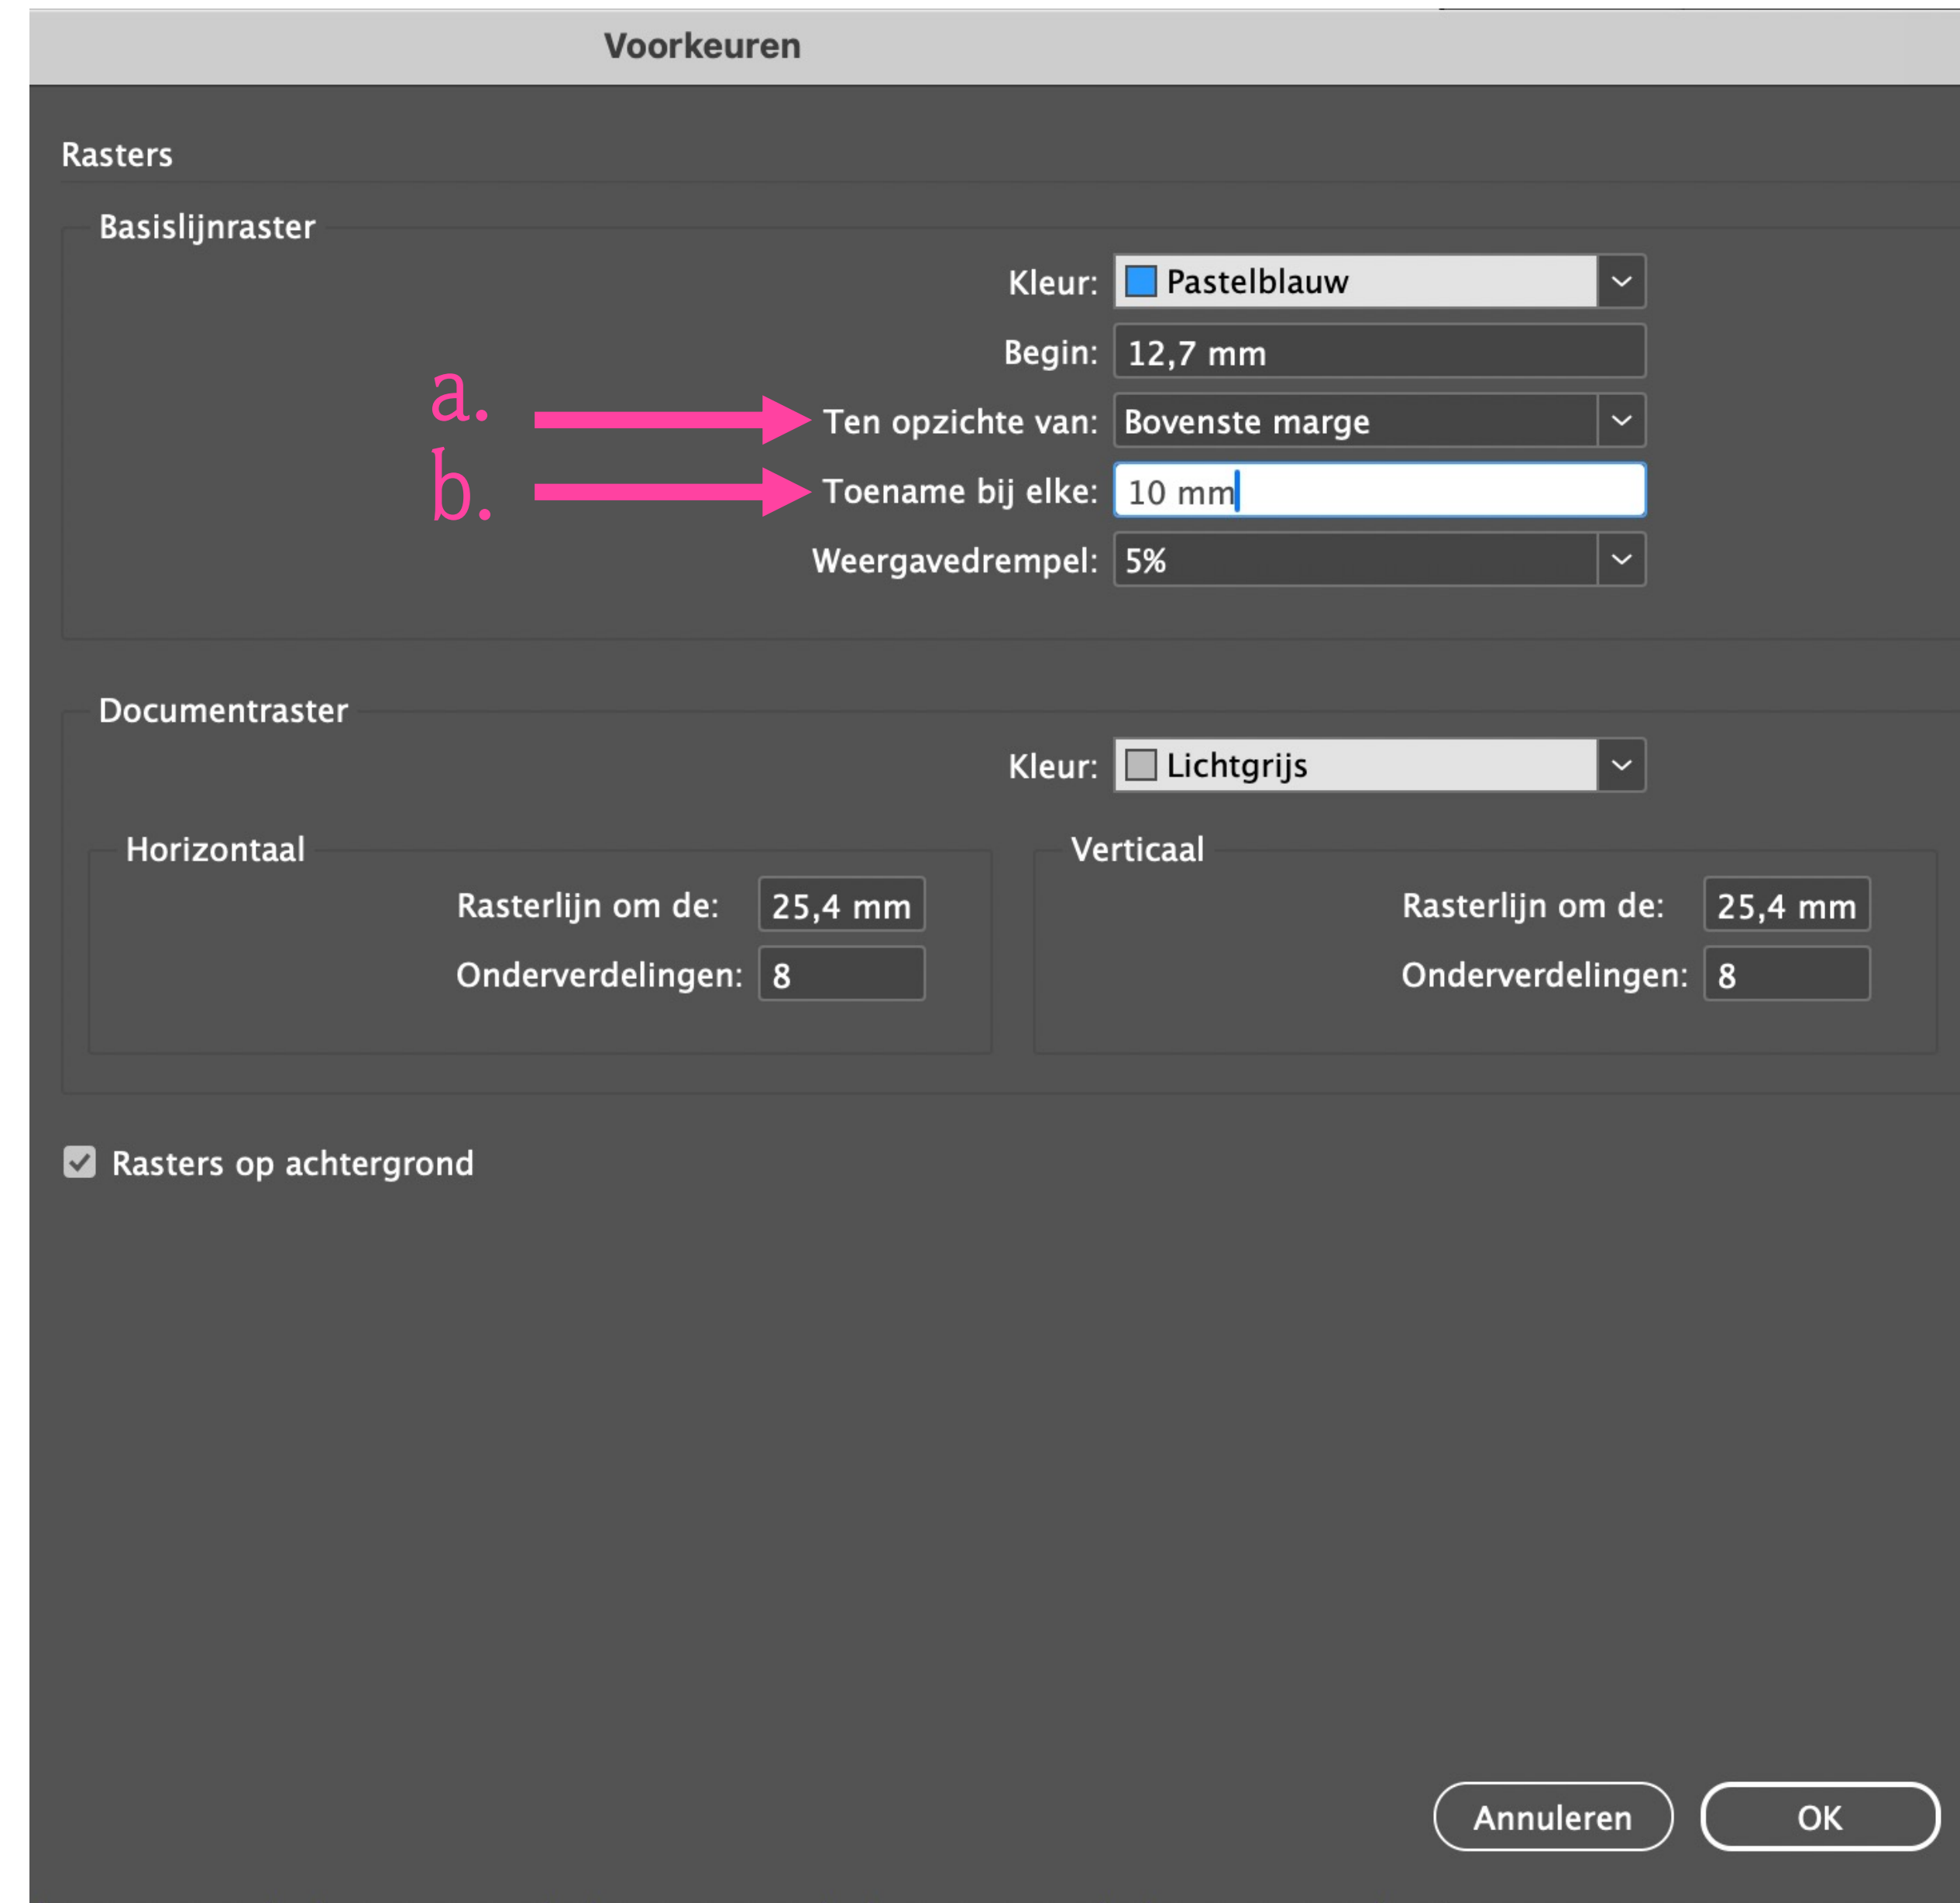 Voorkeuren
Rasters
Basislijnraster
Kleur: Pastelblauw
Begin: 12,7 mm
a. Ten opzichte van: Bovenste marge
b. Toename bij elke: 10 mm
Weergavedrempel: 5%
Documentraster
Kleur: Lichtgrijs
Horizontaal Verticaal
Rasterlijn om de: 25,4 mm Rasterlijn om de: 25,4 mm
Onderverdelingen: 8 Onderverdelingen: 8
Rasters op achtergrond
Annuleren OK